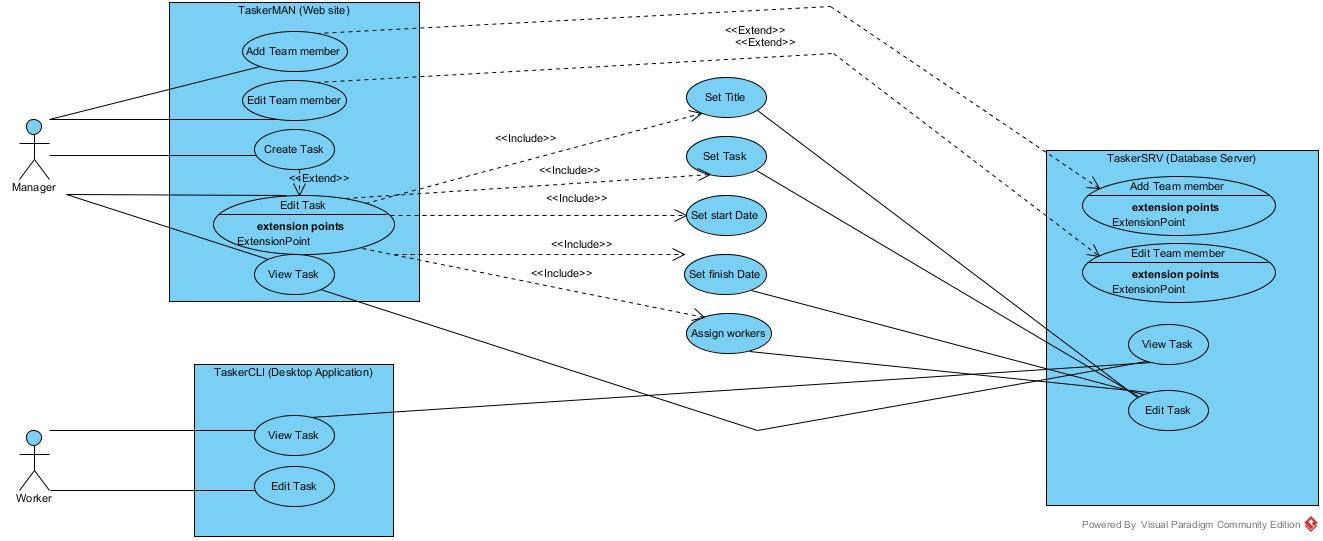 TaskerMAN (Web site)
Add Team member
Edit Team member
Create Task
<<Extend>>
Edit Task
extension points
ExtensionPoint
View Task
Manager
<<Extend>>
<<Extend>>
<<Include>>
<<Include>>
<<Include>>
<<Include>>
<<Include>>
Set Title
Set Task
Set start Date
Set finish Date
Assign workers
TaskerSRV (Database Server)
Add Team member
extension points
ExtensionPoint
Edit Team member
extension points
ExtensionPoint
View Task
Edit Task
TaskerCLI (Desktop Application)
View Task
Edit Task
Worker
Powered By Visual Paradigm Community Edition